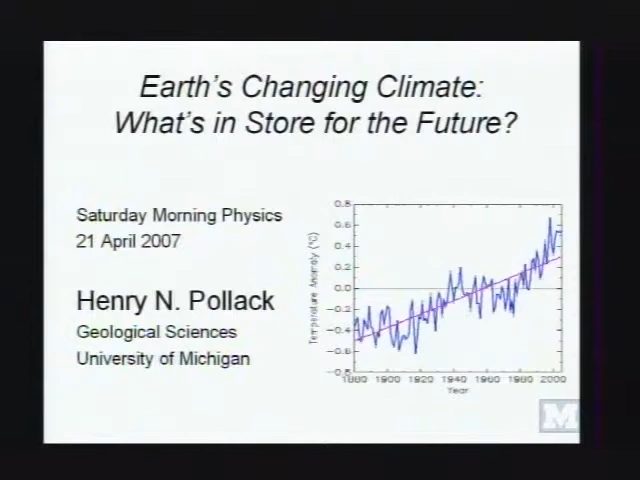 Earth's Changing Climate:
What's in Store for the Future?
Saturday Morning Physics
21 April 2007
Henry N. Pollack
Geological Sciences
University of Michigan
0.8
0.6
0.4
0.2
0.0
-0.2
-0.4
-0.6
-0.8
Temperature Anomaly (°C)
1880 1900 1920 1940 1960 1980 2000
Year
M